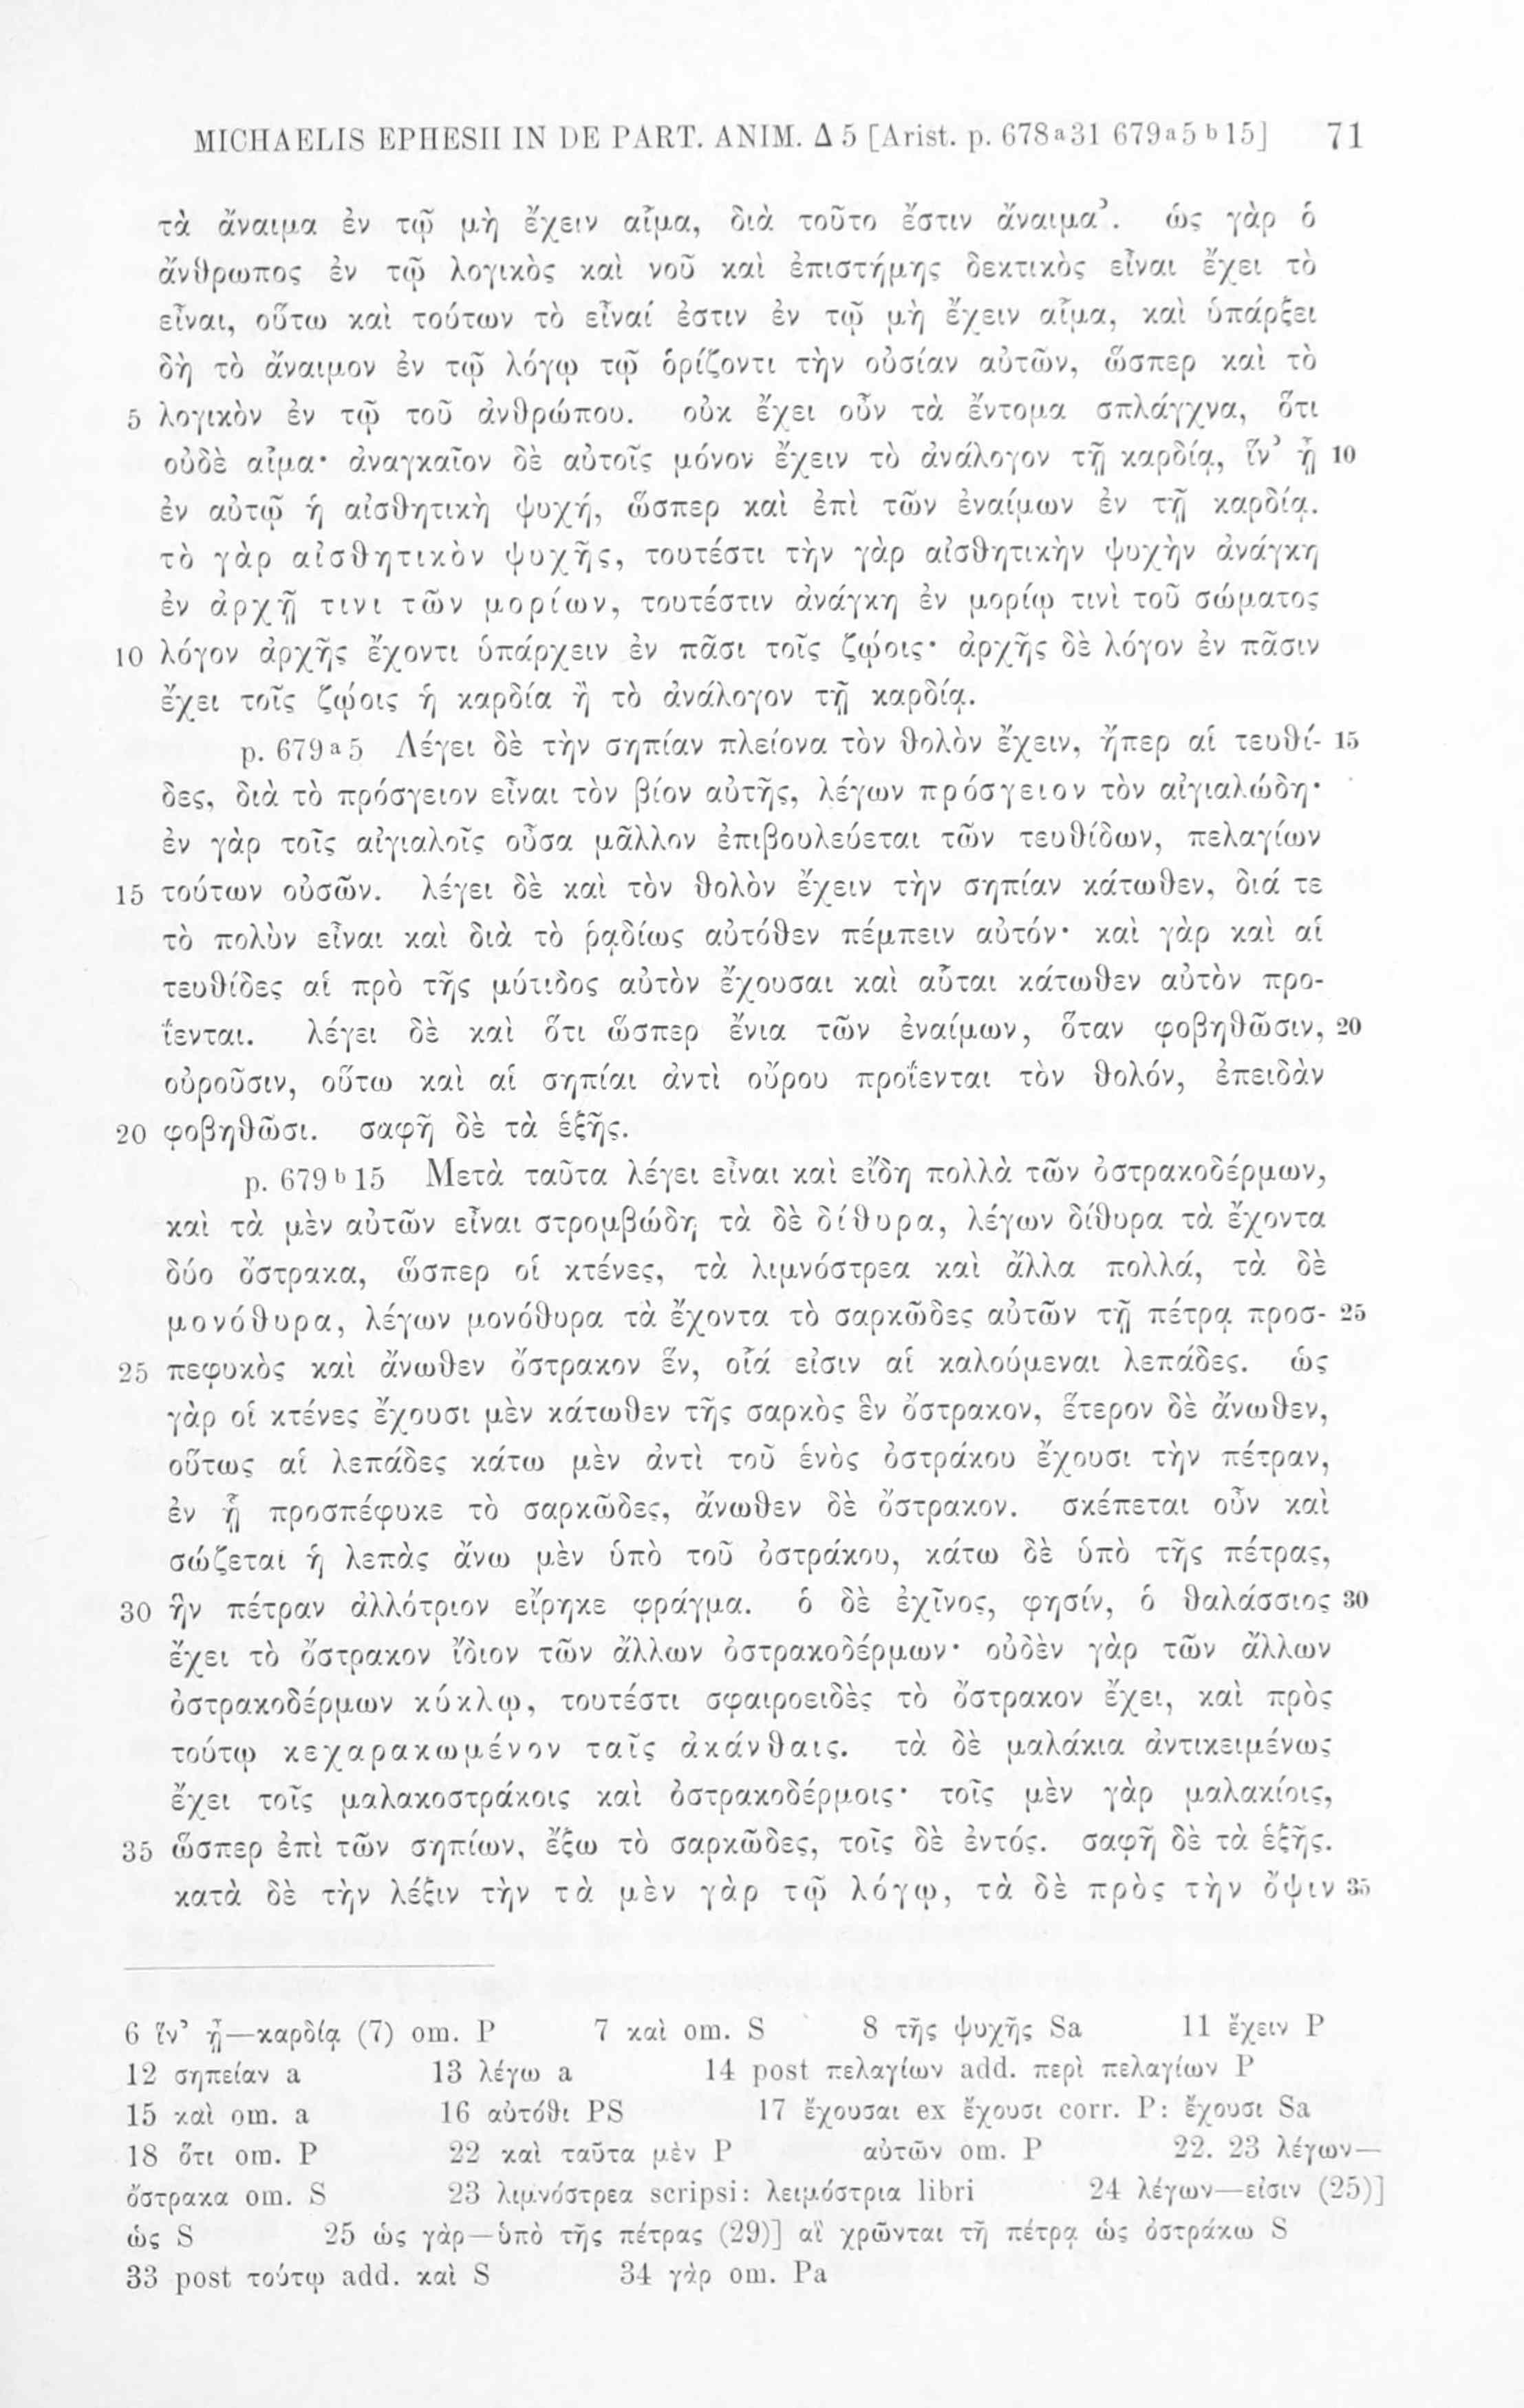 MICHAELIS EPHESII IN DE PART. ANIM. Δ 5 [Arist. p. 678a31 679a5 b15] 71
τὰ ἄναιμα ἐν τῷ μὴ ἔχειν αἷμα, διὰ τοῦτο ἔστιν ἄναιμα’. ὡς γὰρ ὁ
ἄνθρωπος ἐν τῷ λογικὸς καὶ νοῦ καὶ ἐπιστήμης δεκτικὸς εἶναι ἔχει τὸ
εἶναι, οὕτω καὶ τούτων τὸ εἶναί ἐστιν ἐν τῷ μὴ ἔχειν αἷμα, καὶ ὑπάρξει
δὴ τὸ ἄναιμον ἐν τῷ λόγῳ τῷ ὁρίζοντι τὴν οὐσίαν αὐτῶν, ὥσπερ καὶ τὸ
5 λογικὸν ἐν τῷ τοῦ ἀνθρώπου. οὐκ ἔχει οὖν τὰ ἔντομα σπλάγχνα, ὅτι
οὐδὲ αἷμα· ἀναγκαῖον δὲ αὐτοῖς μόνον ἔχειν τὸ ἀνάλογον τῇ καρδίᾳ, ἵν’ ᾖ 10
ἐν αὐτῷ ἡ αἰσθητικὴ ψυχή, ὥσπερ καὶ ἐπὶ τῶν ἐναίμων ἐν τῇ καρδίᾳ.
τὸ γὰρ αἰσθητικὸν ψυχῆς, τουτέστι τὴν γὰρ αἰσθητικὴν ψυχὴν ἀνάγκη
ἐν ἀρχῇ τινι τῶν μορίων, τουτέστιν ἀνάγκη ἐν μορίῳ τινὶ τοῦ σώματος
10 λόγον ἀρχῆς ἔχοντι ὑπάρχειν ἐν πᾶσι τοῖς ζῴοις· ἀρχῆς δὲ λόγον ἐν πᾶσιν
ἔχει τοῖς ζῴοις ἡ καρδία ἢ τὸ ἀνάλογον τῇ καρδίᾳ.
p. 679a5 Λέγει δὲ τὴν σηπίαν πλείονα τὸν θολὸν ἔχειν, ἤπερ αἱ τευθί- 15
δες, διὰ τὸ πρόσγειον εἶναι τὸν βίον αὐτῆς, λέγων πρόσγειον τὸν αἰγιαλώδη·
ἐν γὰρ τοῖς αἰγιαλοῖς οὖσα μᾶλλον ἐπιβουλεύεται τῶν τευθίδων, πελαγίων
15 τούτων οὐσῶν. λέγει δὲ καὶ τὸν θολὸν ἔχειν τὴν σηπίαν κάτωθεν, διά τε
τὸ πολὺν εἶναι καὶ διὰ τὸ ῥᾳδίως αὐτόθεν πέμπειν αὐτόν· καὶ γὰρ καὶ αἱ
τευθίδες αἱ πρὸ τῆς μύτιδος αὐτὸν ἔχουσαι καὶ αὗται κάτωθεν αὐτὸν προ-
ΐενται. λέγει δὲ καὶ ὅτι ὥσπερ ἔνια τῶν ἐναίμων, ὅταν φοβηθῶσιν, 20
οὐροῦσιν, οὕτω καὶ αἱ σηπίαι ἀντὶ οὔρου προΐενται τὸν θολόν, ἐπειδὰν
20 φοβηθῶσι. σαφῆ δὲ τὰ ἑξῆς.
p. 679b15 Μετὰ ταῦτα λέγει εἶναι καὶ εἴδη πολλὰ τῶν ὀστρακοδέρμων,
καὶ τὰ μὲν αὐτῶν εἶναι στρομβώδη τὰ δὲ δίθυρα, λέγων δίθυρα τὰ ἔχοντα
δύο ὄστρακα, ὥσπερ οἱ κτένες, τὰ λιμνόστρεα καὶ ἄλλα πολλά, τὰ δὲ
μονόθυρα, λέγων μονόθυρα τὰ ἔχοντα τὸ σαρκῶδες αὐτῶν τῇ πέτρᾳ προσ- 25
25 πεφυκὸς καὶ ἄνωθεν ὄστρακον ἕν, οἷά εἰσιν αἱ καλούμεναι λεπάδες. ὡς
γὰρ οἱ κτένες ἔχουσι μὲν κάτωθεν τῆς σαρκὸς ἓν ὄστρακον, ἕτερον δὲ ἄνωθεν,
οὕτως αἱ λεπάδες κάτω μὲν ἀντὶ τοῦ ἑνὸς ὀστράκου ἔχουσι τὴν πέτραν,
ἐν ᾗ προσπέφυκε τὸ σαρκῶδες, ἄνωθεν δὲ ὄστρακον. σκέπεται οὖν καὶ
σώζεται ἡ λεπὰς ἄνω μὲν ὑπὸ τοῦ ὀστράκου, κάτω δὲ ὑπὸ τῆς πέτρας,
30 ἣν πέτραν ἀλλότριον εἴρηκε φράγμα. ὁ δὲ ἐχῖνος, φησίν, ὁ θαλάσσιος 30
ἔχει τὸ ὄστρακον ἴδιον τῶν ἄλλων ὀστρακοδέρμων· οὐδὲν γὰρ τῶν ἄλλων
ὀστρακοδέρμων κύκλῳ, τουτέστι σφαιροειδὲς τὸ ὄστρακον ἔχει, καὶ πρὸς
τούτῳ κεχαρακωμένον ταῖς ἀκάνθαις. τὰ δὲ μαλάκια ἀντικειμένως
ἔχει τοῖς μαλακοστράκοις καὶ ὀστρακοδέρμοις· τοῖς μὲν γὰρ μαλακίοις,
35 ὥσπερ ἐπὶ τῶν σηπίων, ἔξω τὸ σαρκῶδες, τοῖς δὲ ἐντός. σαφῆ δὲ τὰ ἑξῆς.
κατὰ δὲ τὴν λέξιν τὴν τὰ μὲν γὰρ τῷ λόγῳ, τὰ δὲ πρὸς τὴν ὄψιν 35
6 ἵν’ ᾖ—καρδίᾳ (7) om. P 7 καὶ om. S 8 τῆς ψυχῆς Sa 11 ἔχειν P
12 σηπείαν a 13 λέγω a 14 post πελαγίων add. περὶ πελαγίων P
15 καὶ om. a 16 αὐτόθι PS 17 ἔχουσαι ex ἔχουσι corr. P: ἔχουσι Sa
18 ὅτι om. P 22 καὶ ταῦτα μὲν P αὐτῶν om. P 22. 23 λέγων—
ὄστρακα om. S 23 λιμνόστρεα scripsi: λειμόστρια libri 24 λέγων—εἰσιν (25)]
ὡς S 25 ὡς γὰρ—ὑπὸ τῆς πέτρας (29)] αἳ χρῶνται τῇ πέτρᾳ ὡς ὀστράκω S
33 post τούτῳ add. καὶ S 34 γὰρ om. Pa